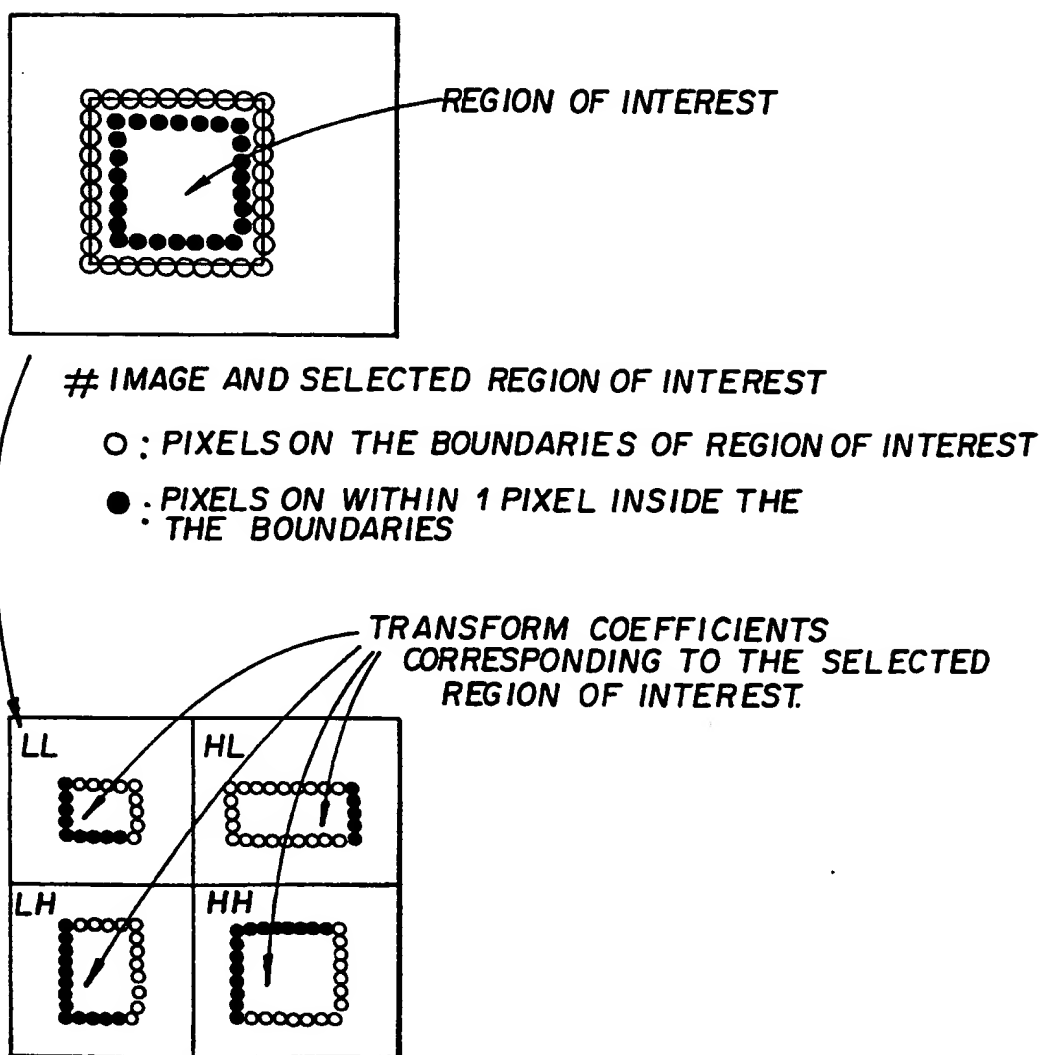 REGION OF INTEREST
# IMAGE AND SELECTED REGION OF INTEREST
○ : PIXELS ON THE BOUNDARIES OF REGION OF INTEREST
● : PIXELS ON WITHIN 1 PIXEL INSIDE THE
THE BOUNDARIES
TRANSFORM COEFFICIENTS
CORRESPONDING TO THE SELECTED
REGION OF INTEREST.
LL
HL
LH
HH